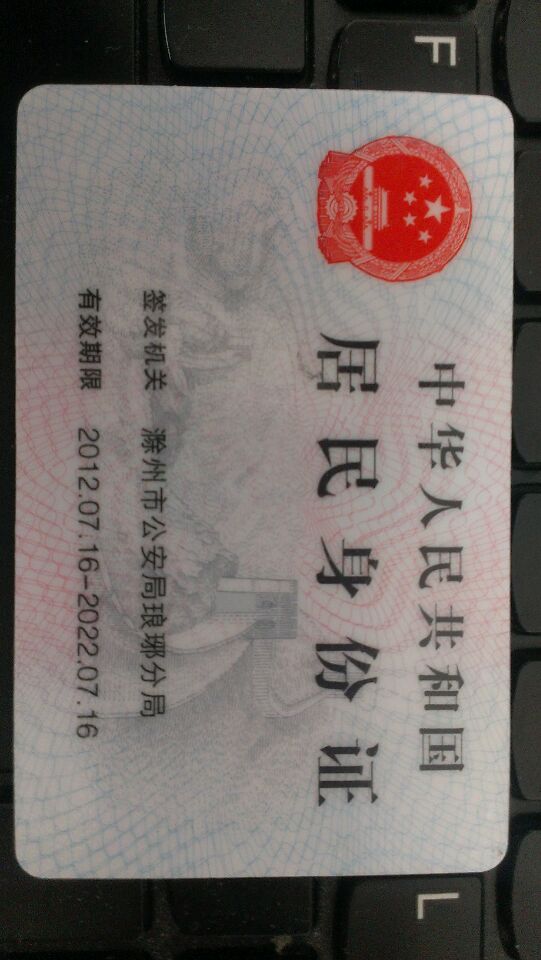 中华人民共和国
居民身份证
签发机关 滁州市公安局琅琊分局
有效期限 2012.07.16-2022.07.16
F
L